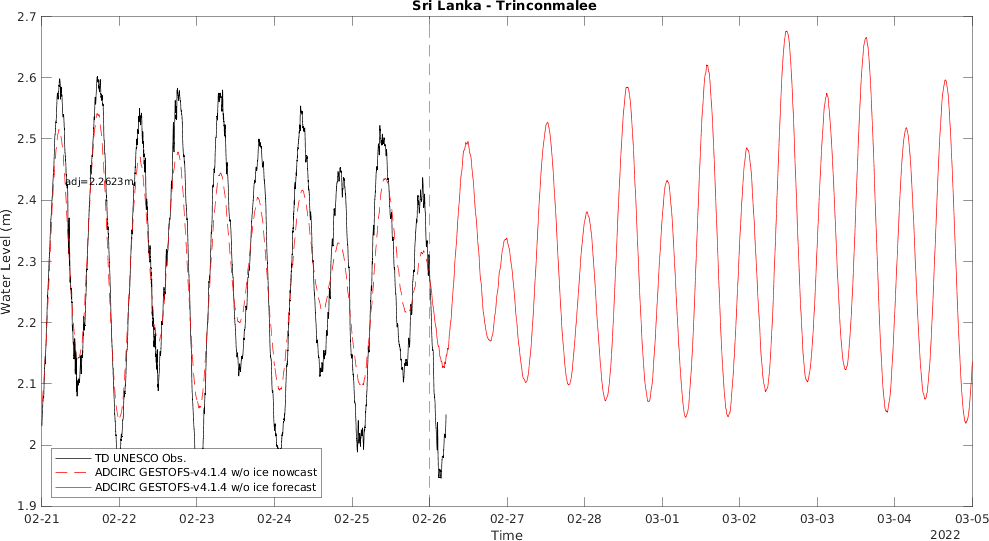 Sri Lanka - Trinconmalee
2.7
2.6
2.5
adj=2.2623m
2.4
2.3
2.2
2.1
2
1.9
Water Level (m)
TD UNESCO Obs.
ADCIRC GESTOFS-v4.1.4 w/o ice nowcast
ADCIRC GESTOFS-v4.1.4 w/o ice forecast
02-21 02-22 02-23 02-24 02-25 02-26 02-27 02-28 03-01 03-02 03-03 03-04 03-05
Time
2022